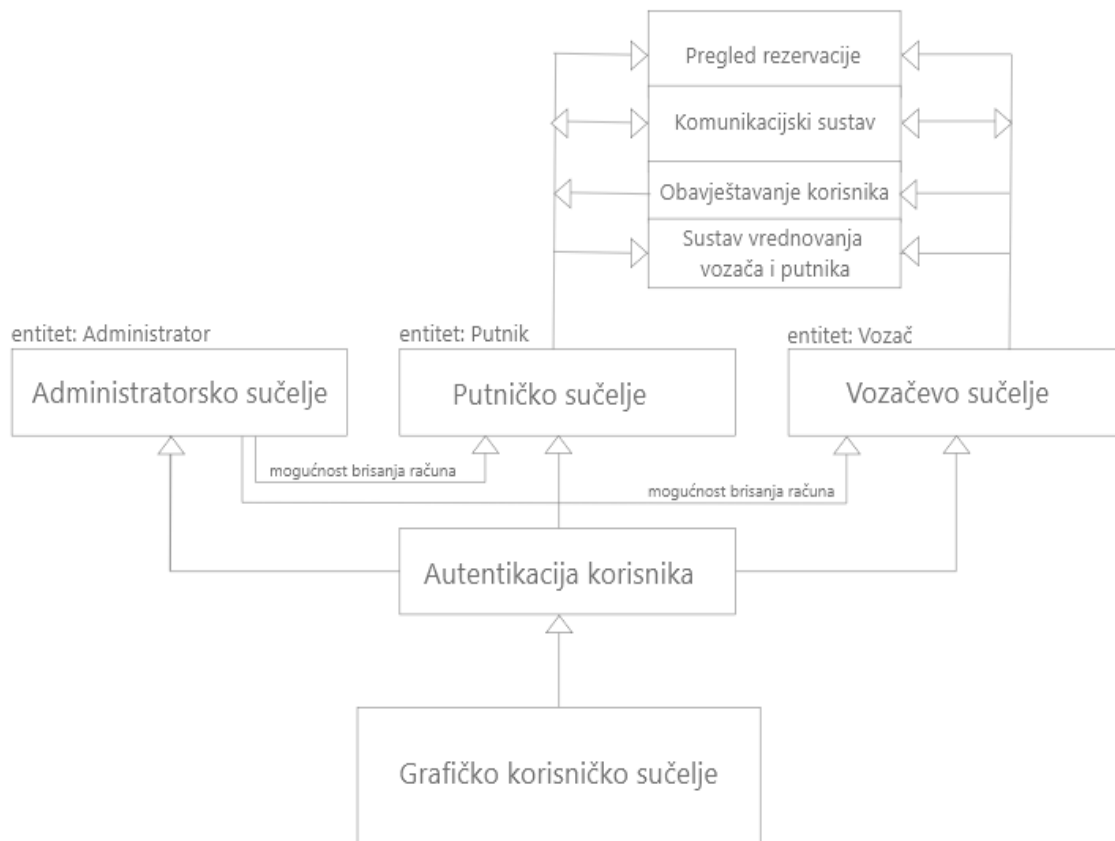 Pregled rezervacije
Komunikacijski sustav
Obavještavanje korisnika
Sustav vrednovanja
vozača i putnika
entitet: Administrator
entitet: Putnik
entitet: Vozač
Administratorsko sučelje
Putničko sučelje
Vozačevo sučelje
mogućnost brisanja računa
mogućnost brisanja računa
Autentikacija korisnika
Grafičko korisničko sučelje